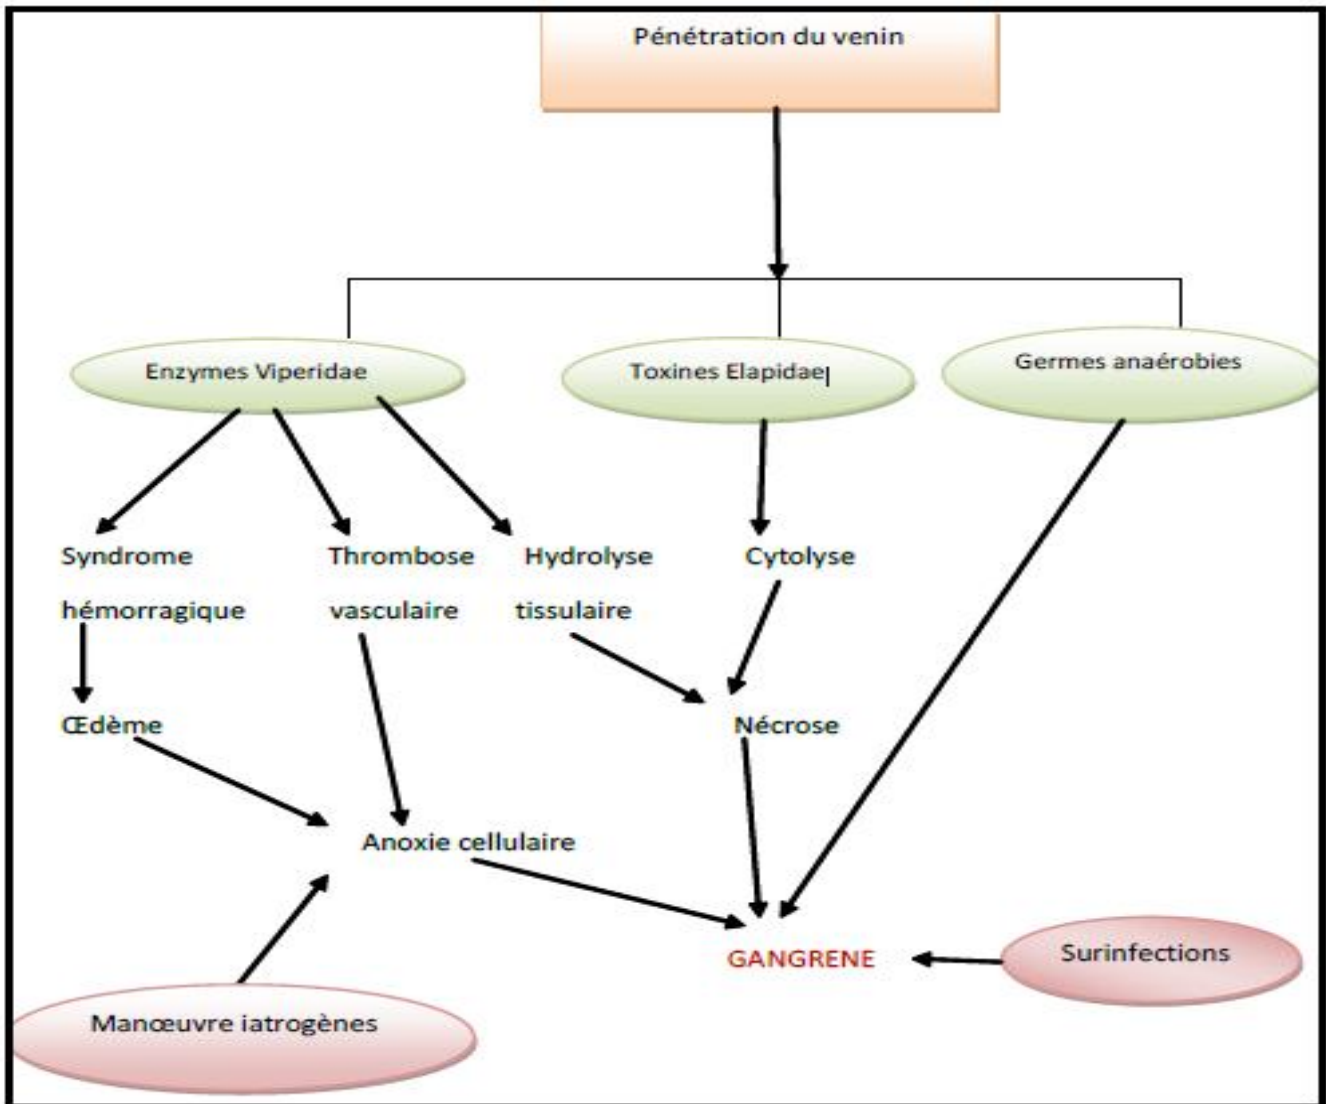 Pénétration du venin
Enzymes Viperidae
Toxines Elapidae
Germes anaérobies
Syndrome
hémorragique
Thrombose
vasculaire
Hydrolyse
tissulaire
Cytolyse
Œdème
Nécrose
Anoxie cellulaire
GANGRENE
Surinfections
Manœuvre iatrogènes